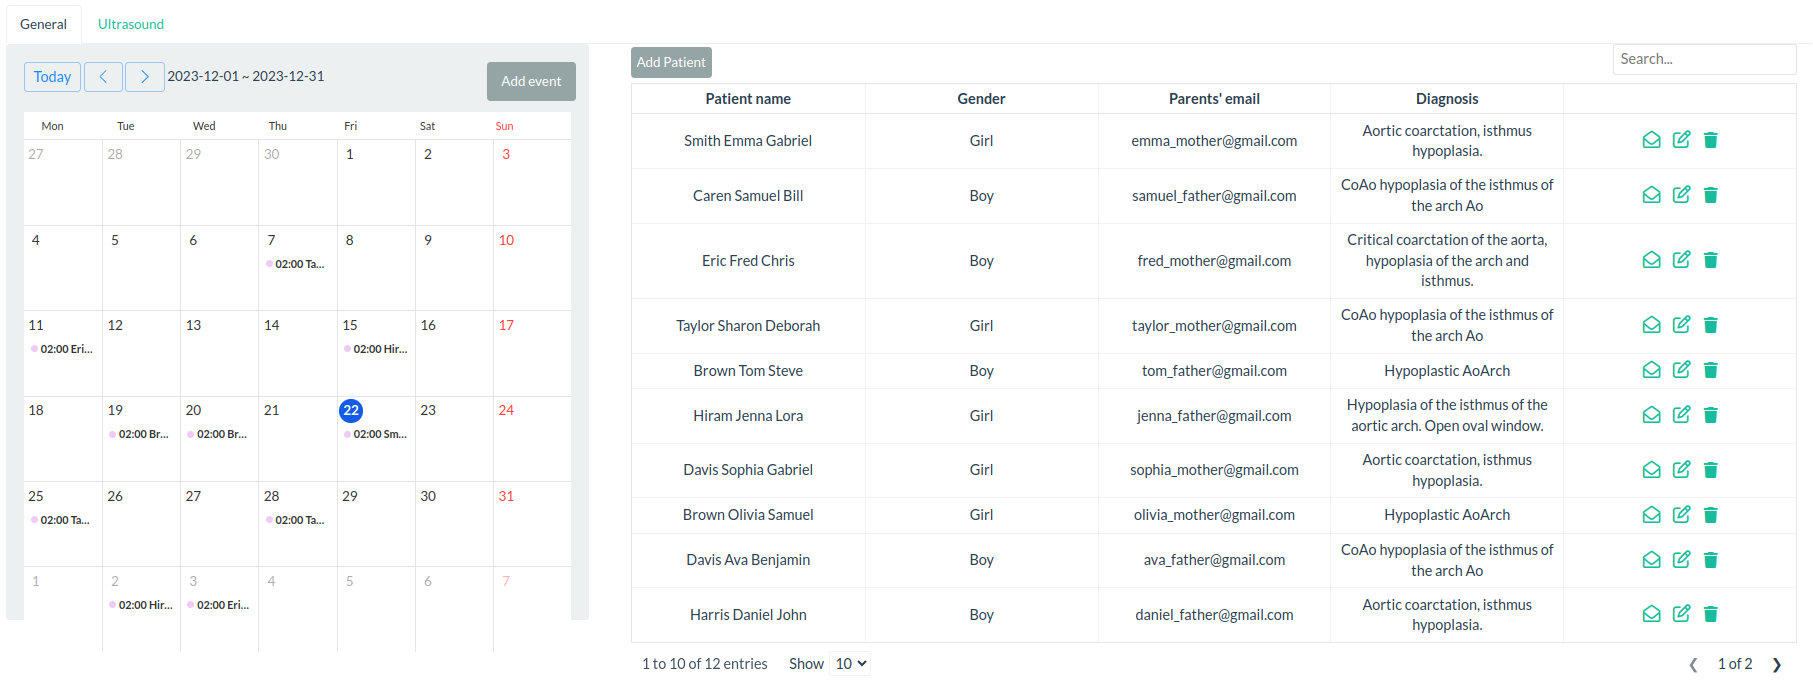 General Ultrasound
Today 2023-12-01 ~ 2023-12-31 Add event
Mon Tue Wed Thu Fri Sat Sun
27 28 29 30 1 2 3
4 5 6 7 8 9 10
02:00 Ta...
11 12 13 14 15 16 17
02:00 Eri... 02:00 Hir...
18 19 20 21 22 23 24
02:00 Br... 02:00 Br... 02:00 Sm...
25 26 27 28 29 30 31
02:00 Ta... 02:00 Ta...
1 2 3 4 5 6 7
02:00 Hir... 02:00 Eri...
Add Patient Search...
Patient name Gender Parents' email Diagnosis
Smith Emma Gabriel Girl emma_mother@gmail.com Aortic coarctation, isthmus
hypoplasia.
Caren Samuel Bill Boy samuel_father@gmail.com CoAo hypoplasia of the isthmus of
the arch Ao
Eric Fred Chris Boy fred_mother@gmail.com Critical coarctation of the aorta,
hypoplasia of the arch and
isthmus.
Taylor Sharon Deborah Girl taylor_mother@gmail.com CoAo hypoplasia of the isthmus of
the arch Ao
Brown Tom Steve Boy tom_father@gmail.com Hypoplastic AoArch
Hiram Jenna Lora Girl jenna_father@gmail.com Hypoplasia of the isthmus of the
aortic arch. Open oval window.
Davis Sophia Gabriel Girl sophia_mother@gmail.com Aortic coarctation, isthmus
hypoplasia.
Brown Olivia Samuel Girl olivia_mother@gmail.com Hypoplastic AoArch
Davis Ava Benjamin Boy ava_father@gmail.com CoAo hypoplasia of the isthmus of
the arch Ao
Harris Daniel John Boy daniel_father@gmail.com Aortic coarctation, isthmus
hypoplasia.
1 to 10 of 12 entries Show 10 1 of 2